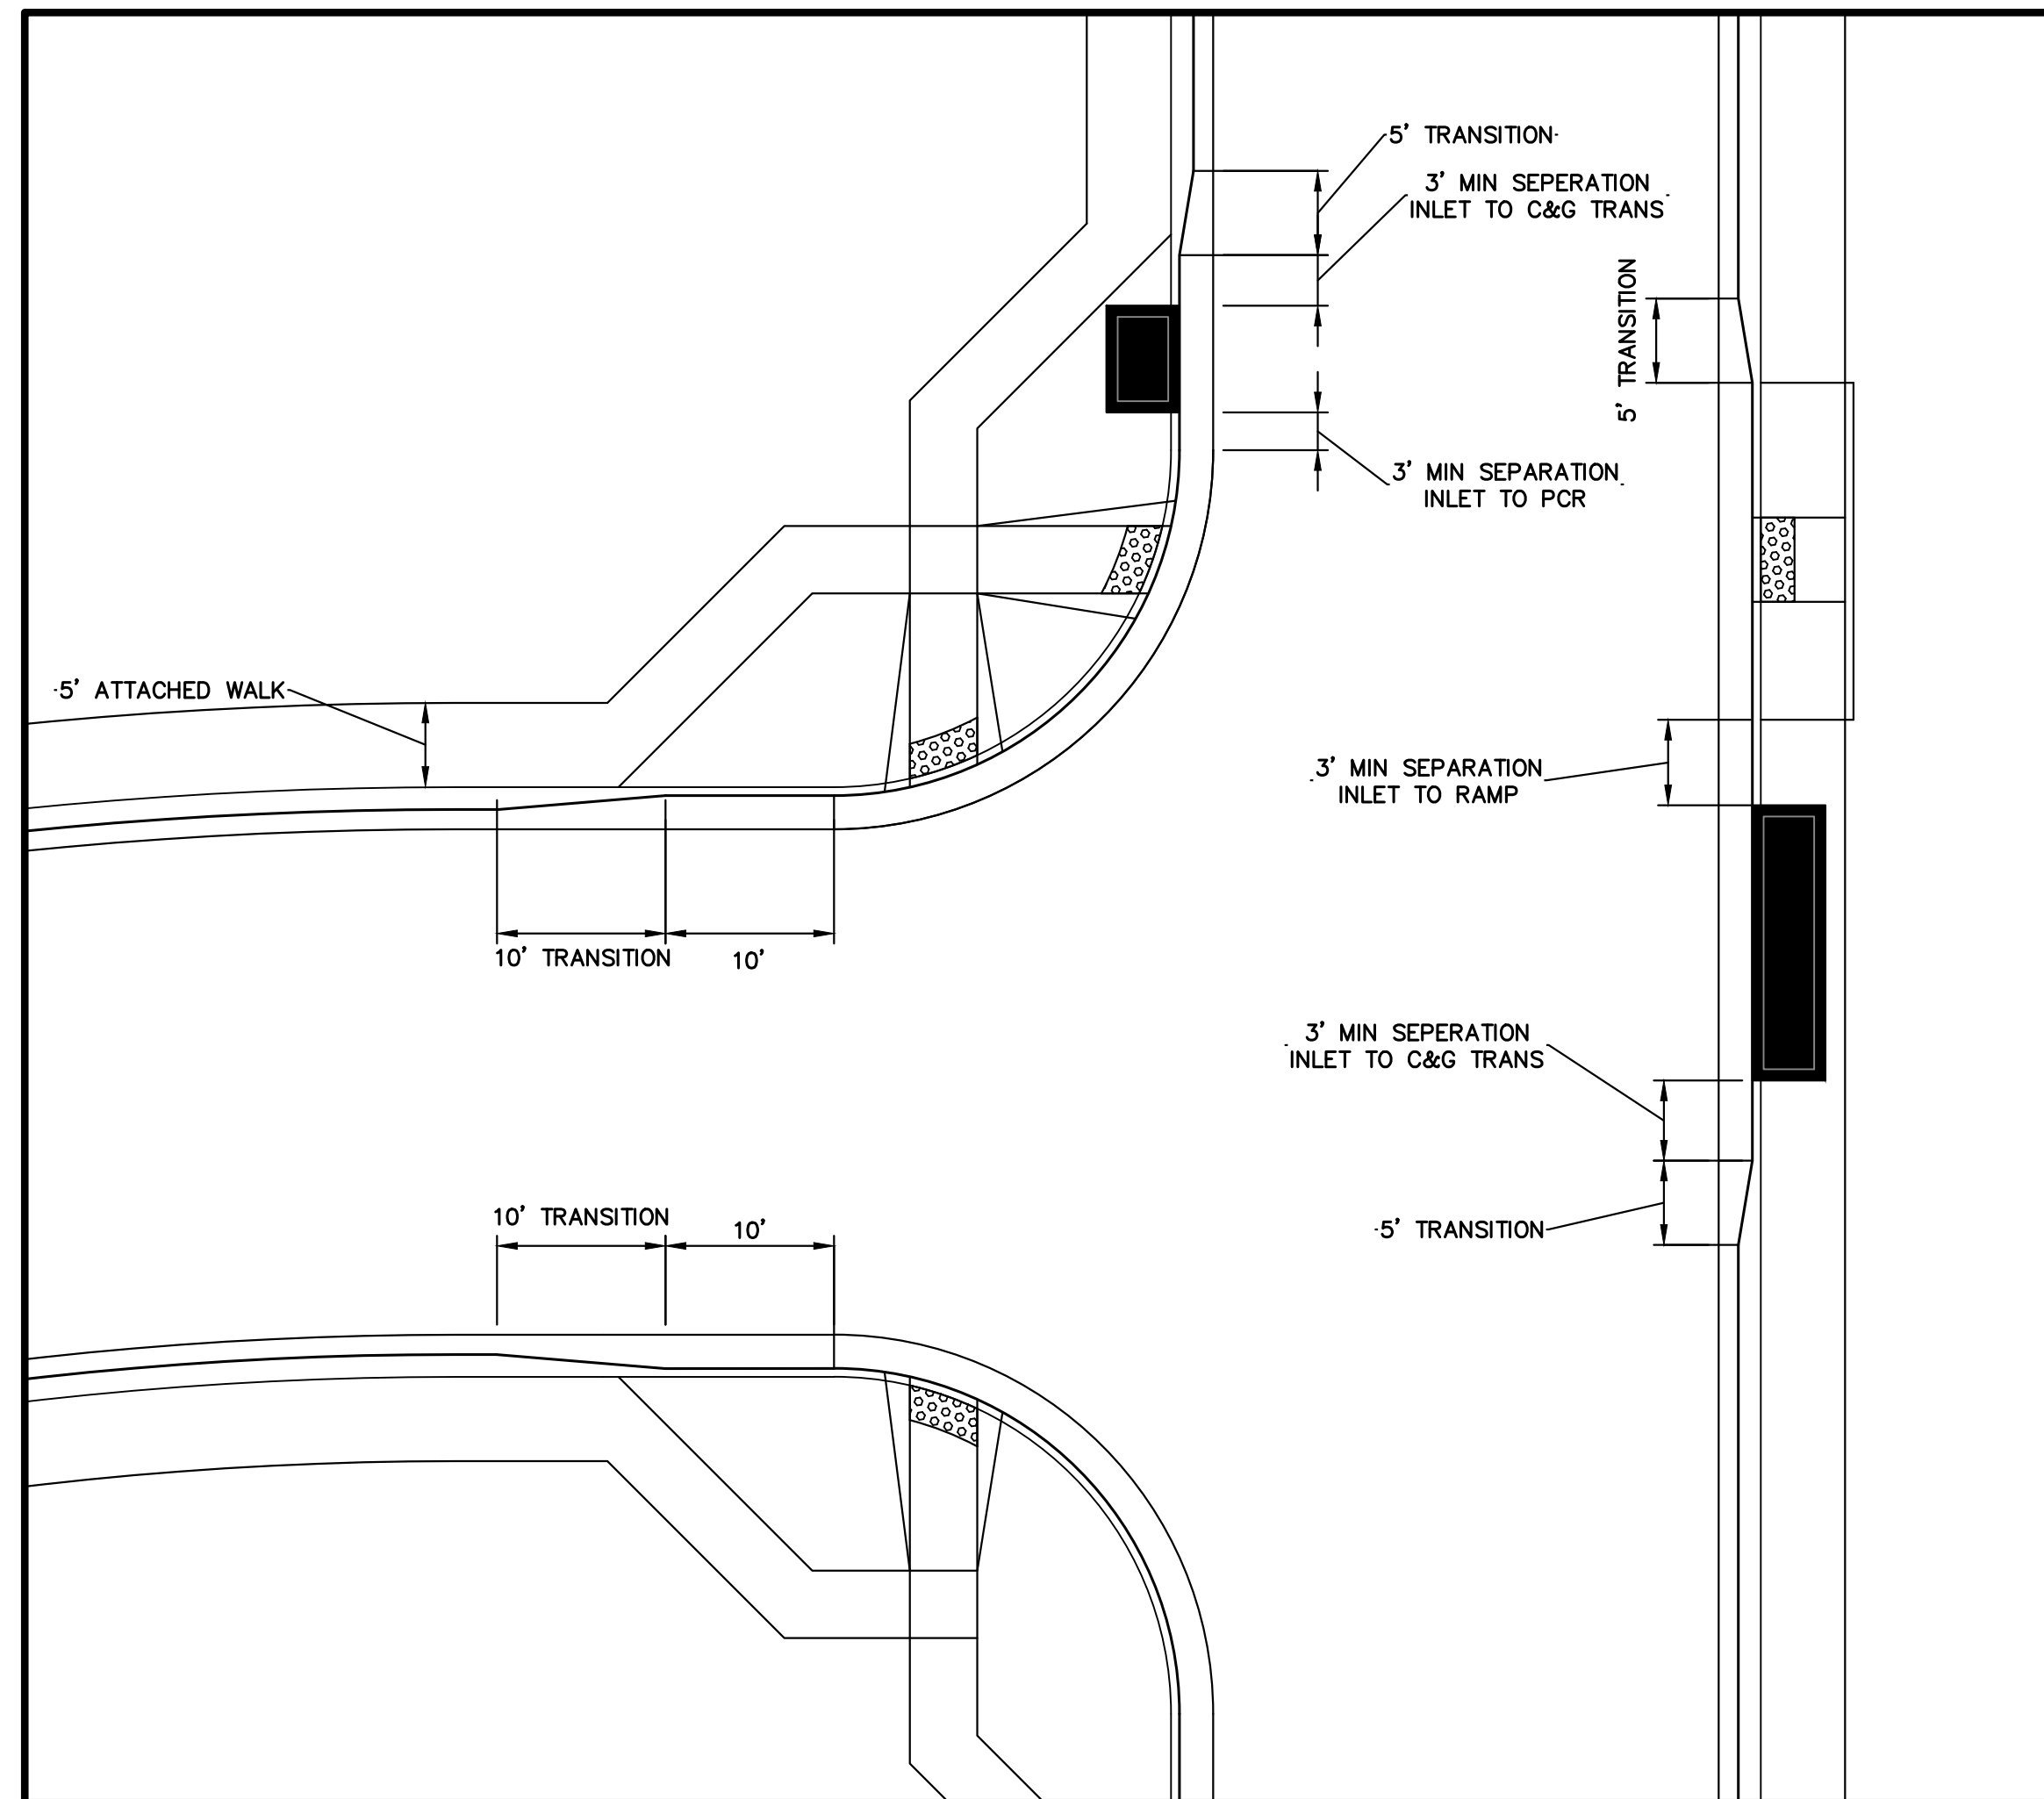 5' TRANSITION
3' MIN SEPERATION
INLET TO C&G TRANS
5' TRANSITION
3' MIN SEPARATION
INLET TO PCR
5' ATTACHED WALK
3' MIN SEPARATION
INLET TO RAMP
10' TRANSITION
10'
3' MIN SEPERATION
INLET TO C&G TRANS
10' TRANSITION
10'
5' TRANSITION